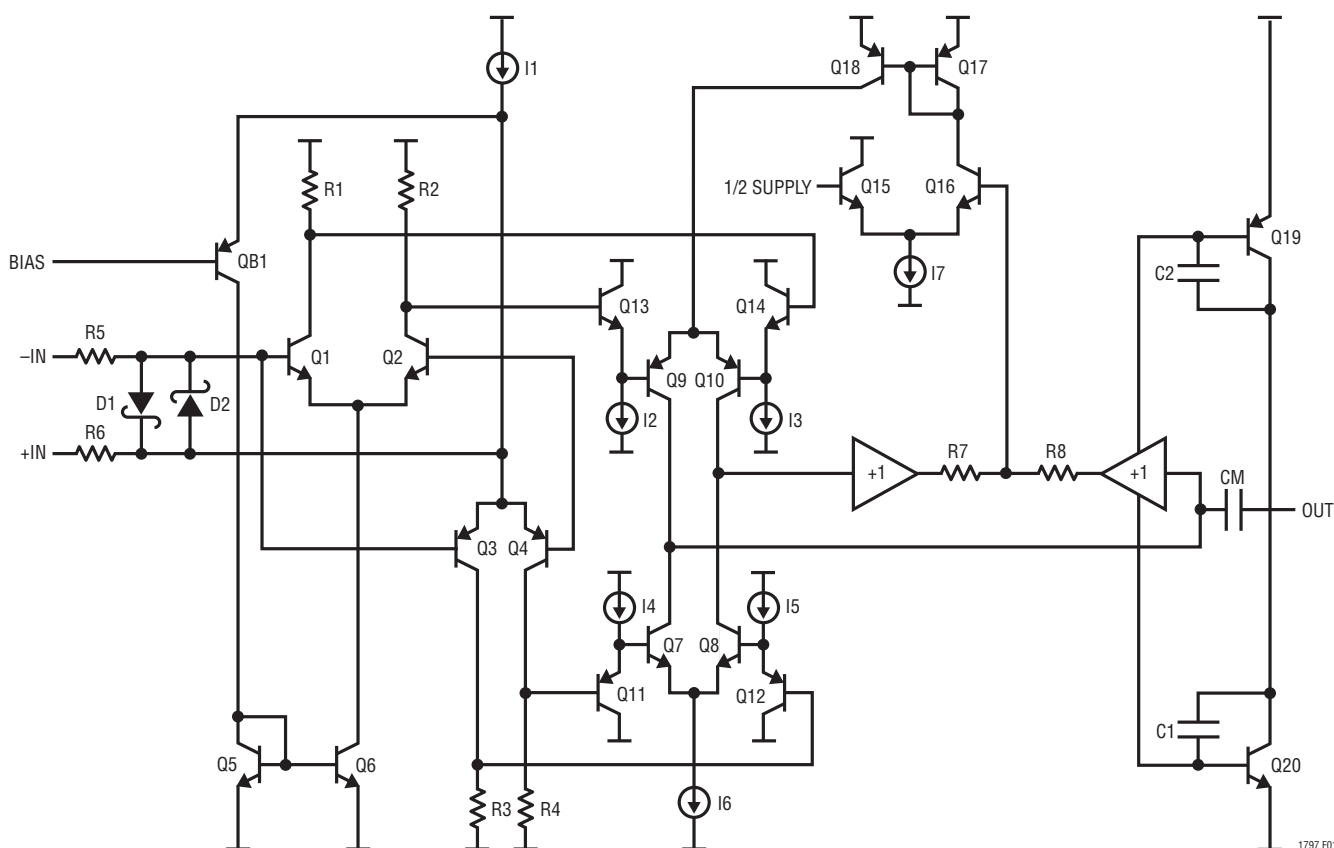 I1
Q18
Q17
R1
R2
1/2 SUPPLY
Q15
Q16
BIAS
QB1
Q13
Q14
I7
C2
Q19
R5
–IN
Q1
Q2
Q9
Q10
D1
D2
I2
I3
R6
+IN
+1
R7
R8
+1
CM
OUT
Q3
Q4
I4
I5
Q7
Q8
Q11
Q12
C1
Q5
Q6
Q20
R3
R4
I6